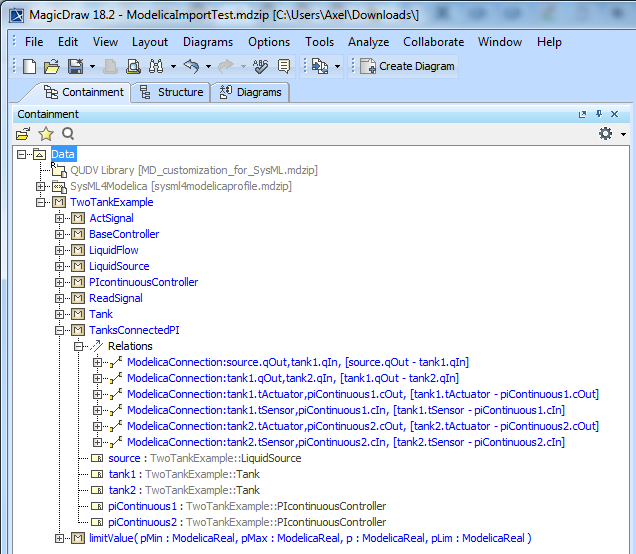 MagicDraw 18.2 - ModelicaImportTest.mdzip [C:\Users\Axel\Downloads\]
File Edit View Layout Diagrams Options Tools Analyze Collaborate Window Help
Create Diagram
Containment Structure Diagrams
Containment
Data
QUDV Library [MD_customization_for_SysML.mdzip]
SysML4Modelica [sysml4modelicaprofile.mdzip]
TwoTankExample
ActSignal
BaseController
LiquidFlow
LiquidSource
PIcontinuousController
ReadSignal
Tank
TanksConnectedPI
Relations
ModelicaConnection:source.qOut,tank1.qIn, [source.qOut - tank1.qIn]
ModelicaConnection:tank1.qOut,tank2.qIn, [tank1.qOut - tank2.qIn]
ModelicaConnection:tank1.tActuator,piContinuous1.cOut, [tank1.tActuator - piContinuous1.cOut]
ModelicaConnection:tank1.tSensor,piContinuous1.cIn, [tank1.tSensor - piContinuous1.cIn]
ModelicaConnection:tank2.tActuator,piContinuous2.cOut, [tank2.tActuator - piContinuous2.cOut]
ModelicaConnection:tank2.tSensor,piContinuous2.cIn, [tank2.tSensor - piContinuous2.cIn]
source : TwoTankExample::LiquidSource
tank1 : TwoTankExample::Tank
tank2 : TwoTankExample::Tank
piContinuous1 : TwoTankExample::PIcontinuousController
piContinuous2 : TwoTankExample::PIcontinuousController
limitValue( pMin : ModelicaReal, pMax : ModelicaReal, p : ModelicaReal, pLim : ModelicaReal )